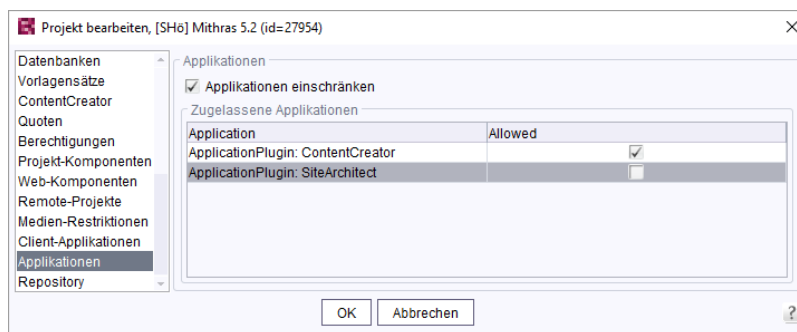 Projekt bearbeiten, [SHö] Mithras 5.2 (id=27954)
Datenbanken
Vorlagensätze
ContentCreator
Quoten
Berechtigungen
Projekt-Komponenten
Web-Komponenten
Remote-Projekte
Medien-Restriktionen
Client-Applikationen
Applikationen
Repository
Applikationen
Applikationen einschränken
Zugelassene Applikationen
Application Allowed
ApplicationPlugin: ContentCreator
ApplicationPlugin: SiteArchitect
OK Abbrechen ?